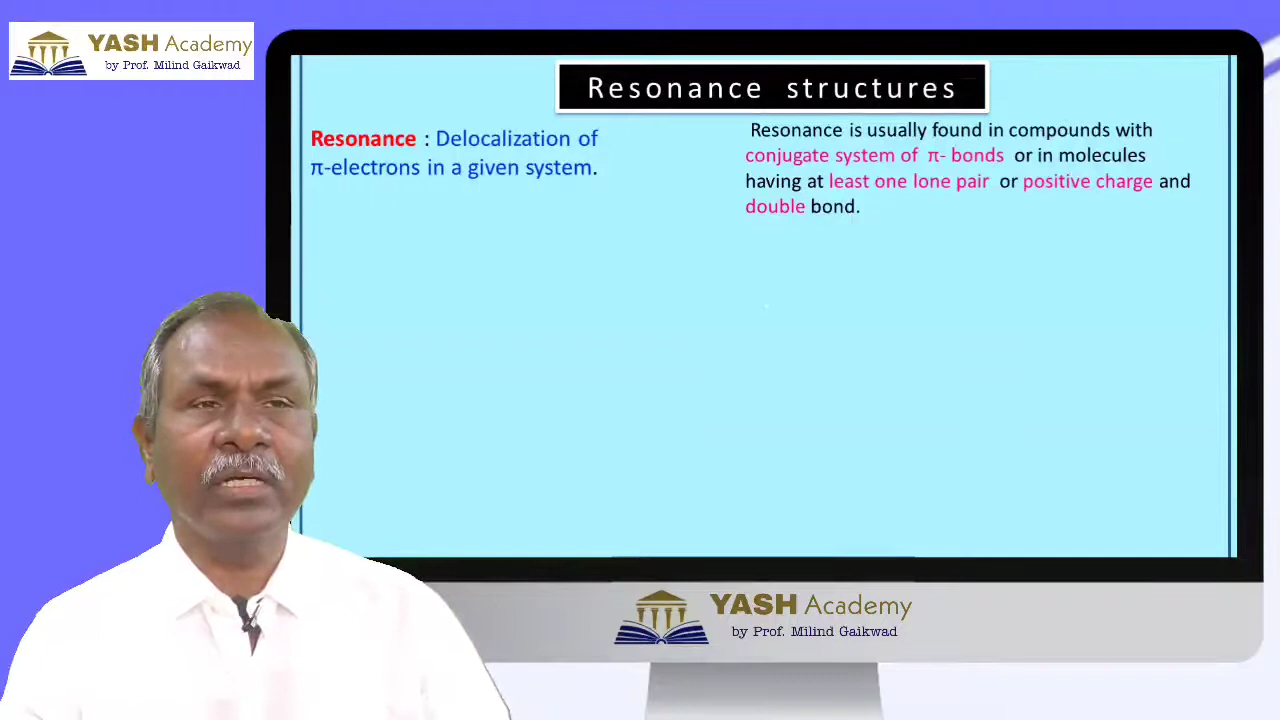 YASH Academy
by Prof. Milind Gaikwad
Resonance structures
Resonance : Delocalization of
π-electrons in a given system.
Resonance is usually found in compounds with
conjugate system of π- bonds or in molecules
having at least one lone pair or positive charge and
double bond.
YASH Academy
by Prof. Milind Gaikwad